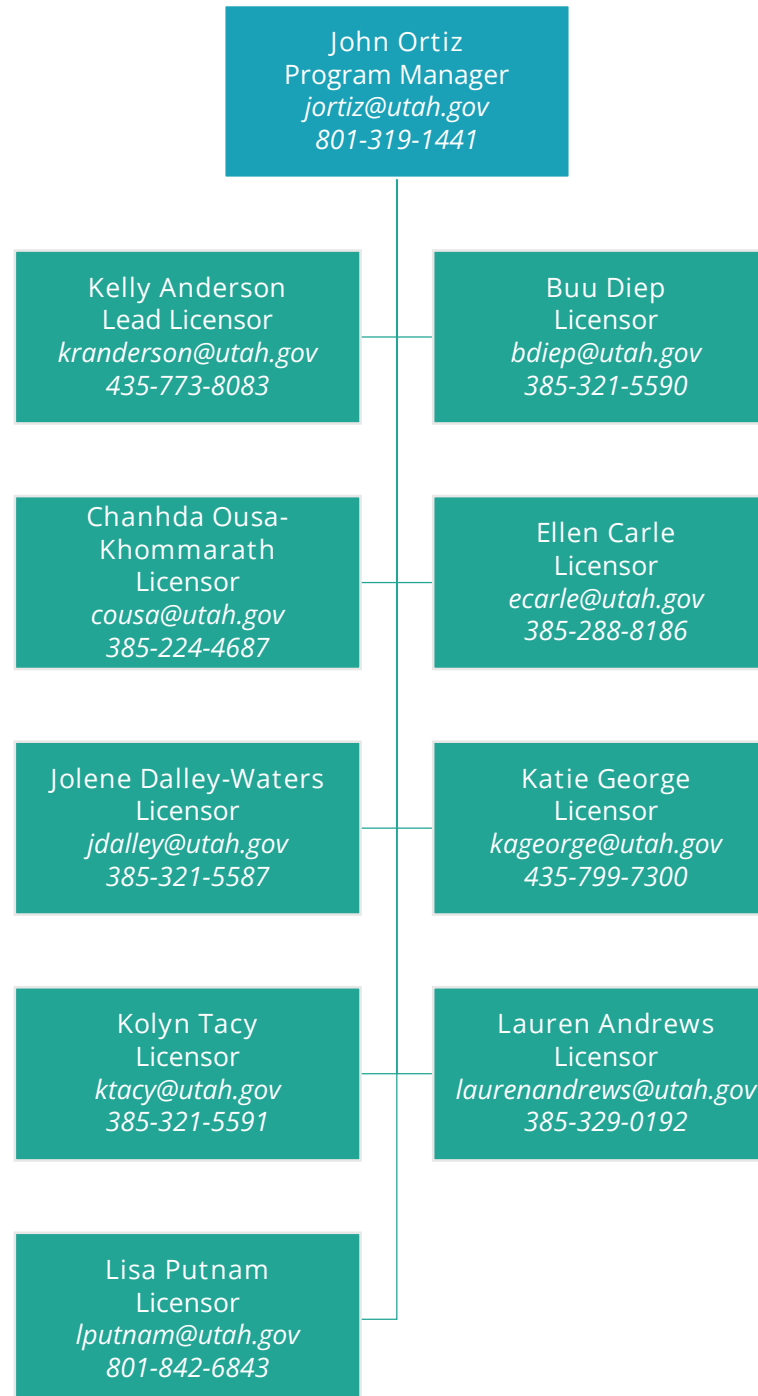 John Ortiz
Program Manager
jortiz@utah.gov
801-319-1441
Kelly Anderson
Lead Licensor
kranderson@utah.gov
435-773-8083
Buu Diep
Licensor
bdiep@utah.gov
385-321-5590
Chanhda Ousa-
Khommarath
Licensor
cousa@utah.gov
385-224-4687
Ellen Carle
Licensor
ecarle@utah.gov
385-288-8186
Jolene Dalley-Waters
Licensor
jdalley@utah.gov
385-321-5587
Katie George
Licensor
kageorge@utah.gov
435-799-7300
Kolyn Tacy
Licensor
ktacy@utah.gov
385-321-5591
Lauren Andrews
Licensor
laurenandrews@utah.gov
385-329-0192
Lisa Putnam
Licensor
lputnam@utah.gov
801-842-6843